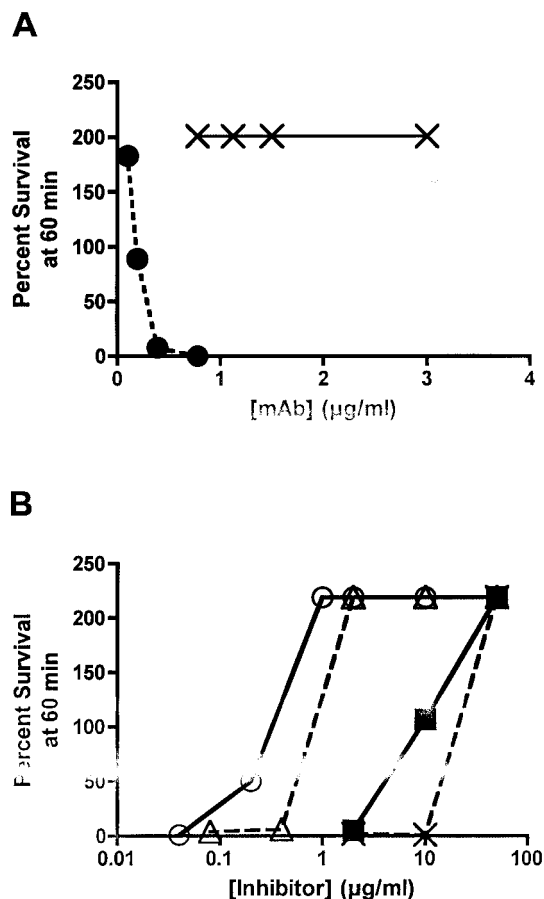 A
Percent Survival
at 60 min
250
200
150
100
50
0
0
1
2
3
4
[mAb] (µg/ml)
B
Percent Survival
at 60 min
250
200
150
100
50
0
0.01
0.1
1
10
100
[Inhibitor] (µg/ml)